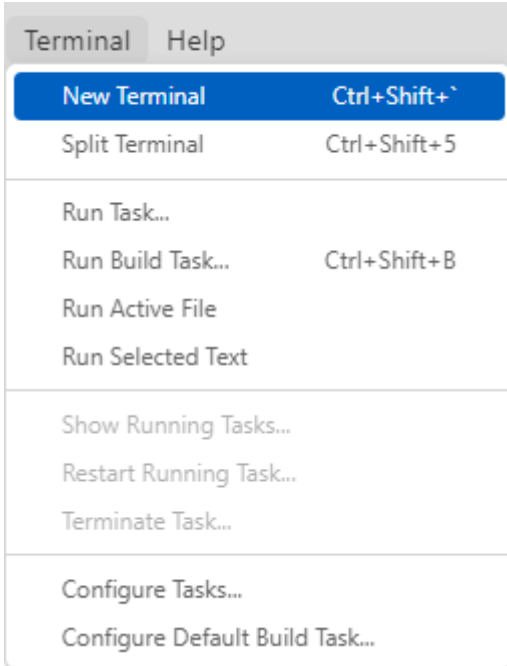 Terminal Help
New Terminal Ctrl+Shift+`
Split Terminal Ctrl+Shift+5
Run Task...
Run Build Task... Ctrl+Shift+B
Run Active File
Run Selected Text
Show Running Tasks...
Restart Running Task...
Terminate Task...
Configure Tasks...
Configure Default Build Task...